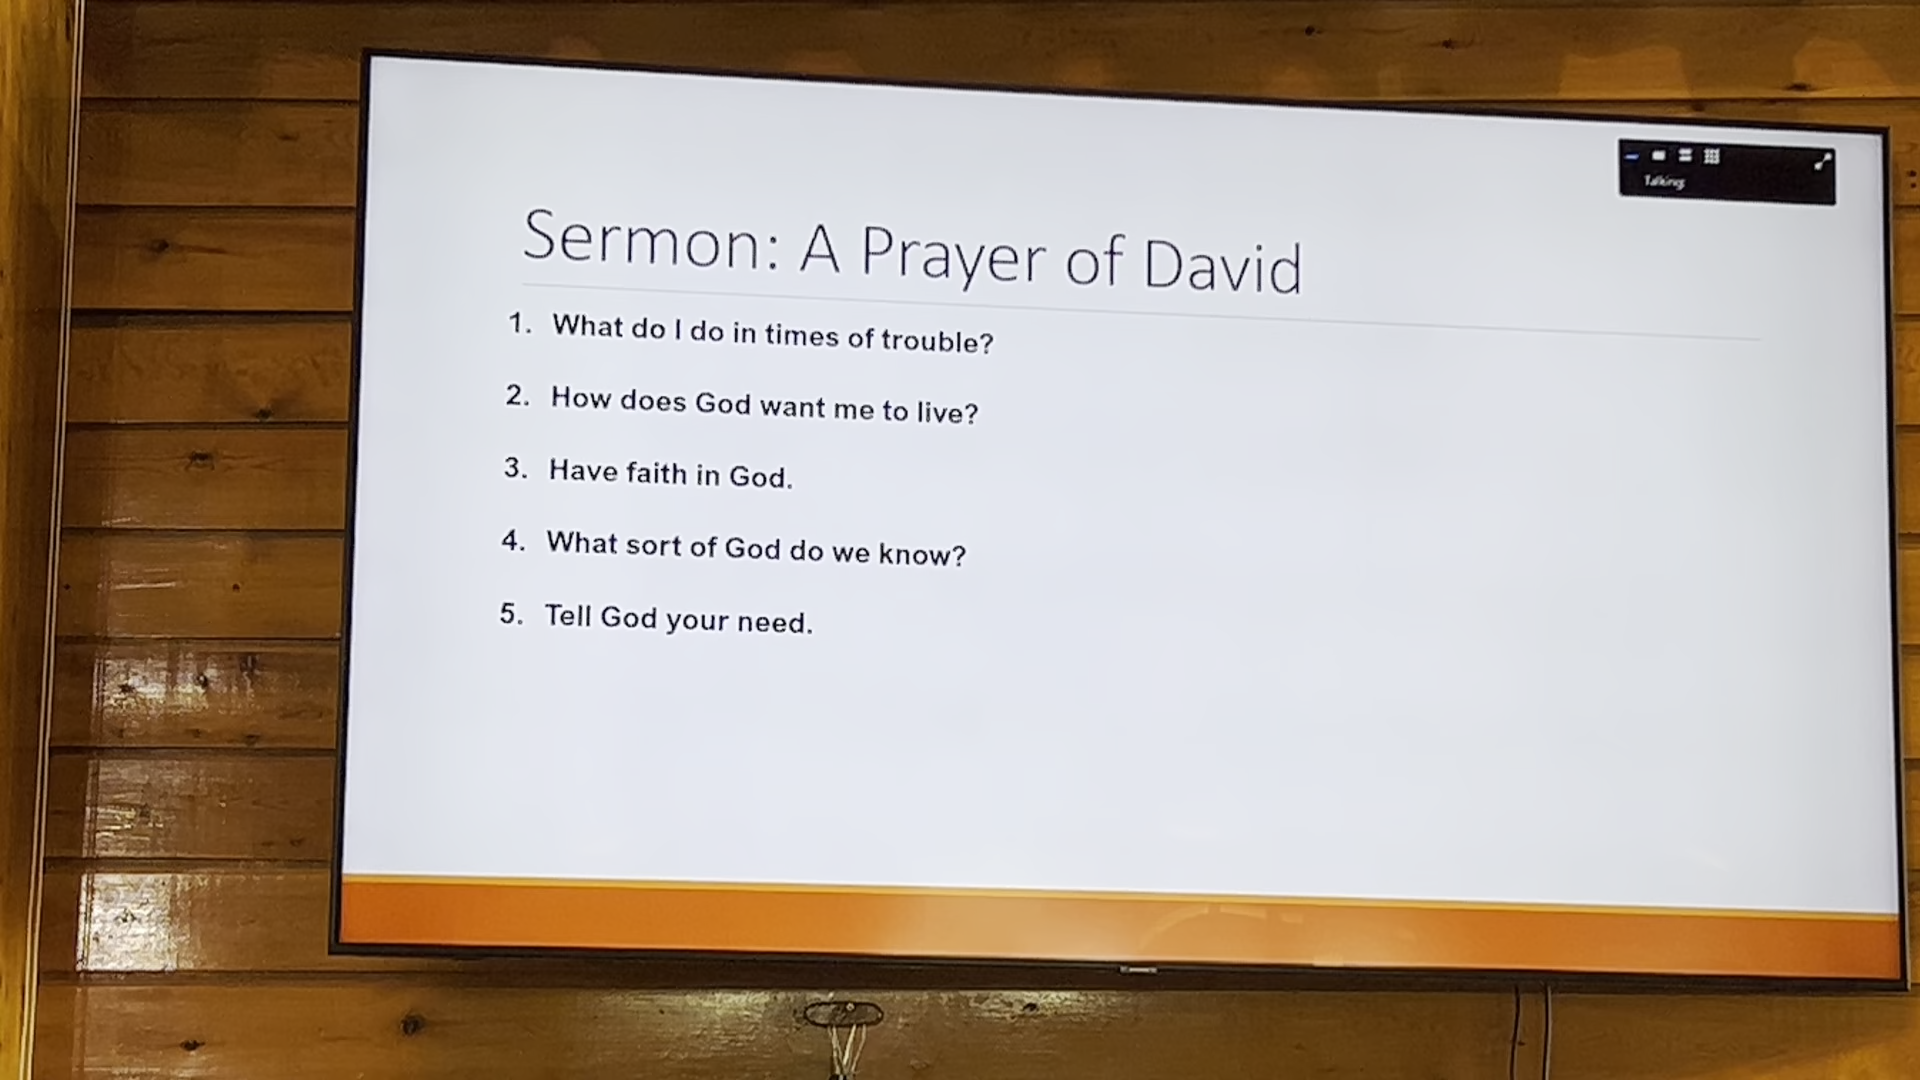 Talking:
Sermon: A Prayer of David
1. What do I do in times of trouble?
2. How does God want me to live?
3. Have faith in God.
4. What sort of God do we know?
5. Tell God your need.